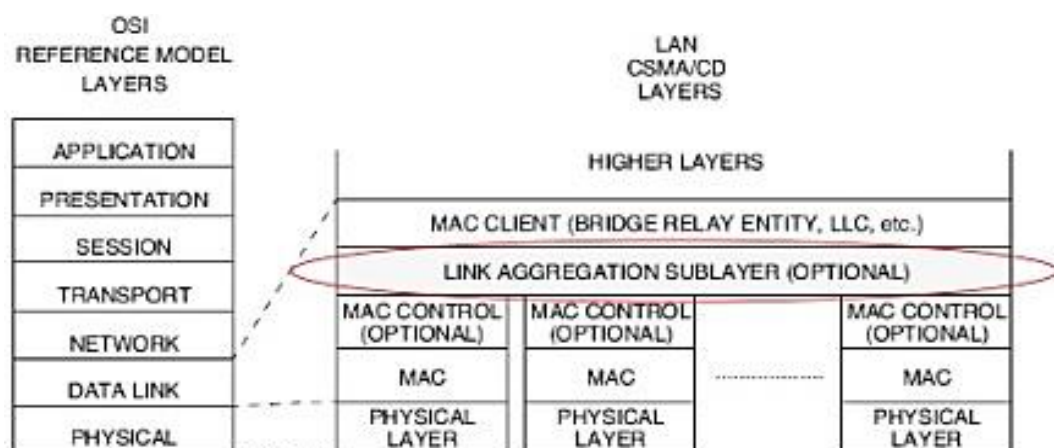 OSI
REFERENCE MODEL
LAYERS
APPLICATION
PRESENTATION
SESSION
TRANSPORT
NETWORK
DATA LINK
PHYSICAL
LAN
CSMA/CD
LAYERS
HIGHER LAYERS
MAC CLIENT (BRIDGE RELAY ENTITY, LLC, etc.)
LINK AGGREGATION SUBLAYER (OPTIONAL)
MAC CONTROL
(OPTIONAL)
MAC
PHYSICAL
LAYER
MAC CONTROL
(OPTIONAL)
MAC
PHYSICAL
LAYER
MAC CONTROL
(OPTIONAL)
MAC
PHYSICAL
LAYER